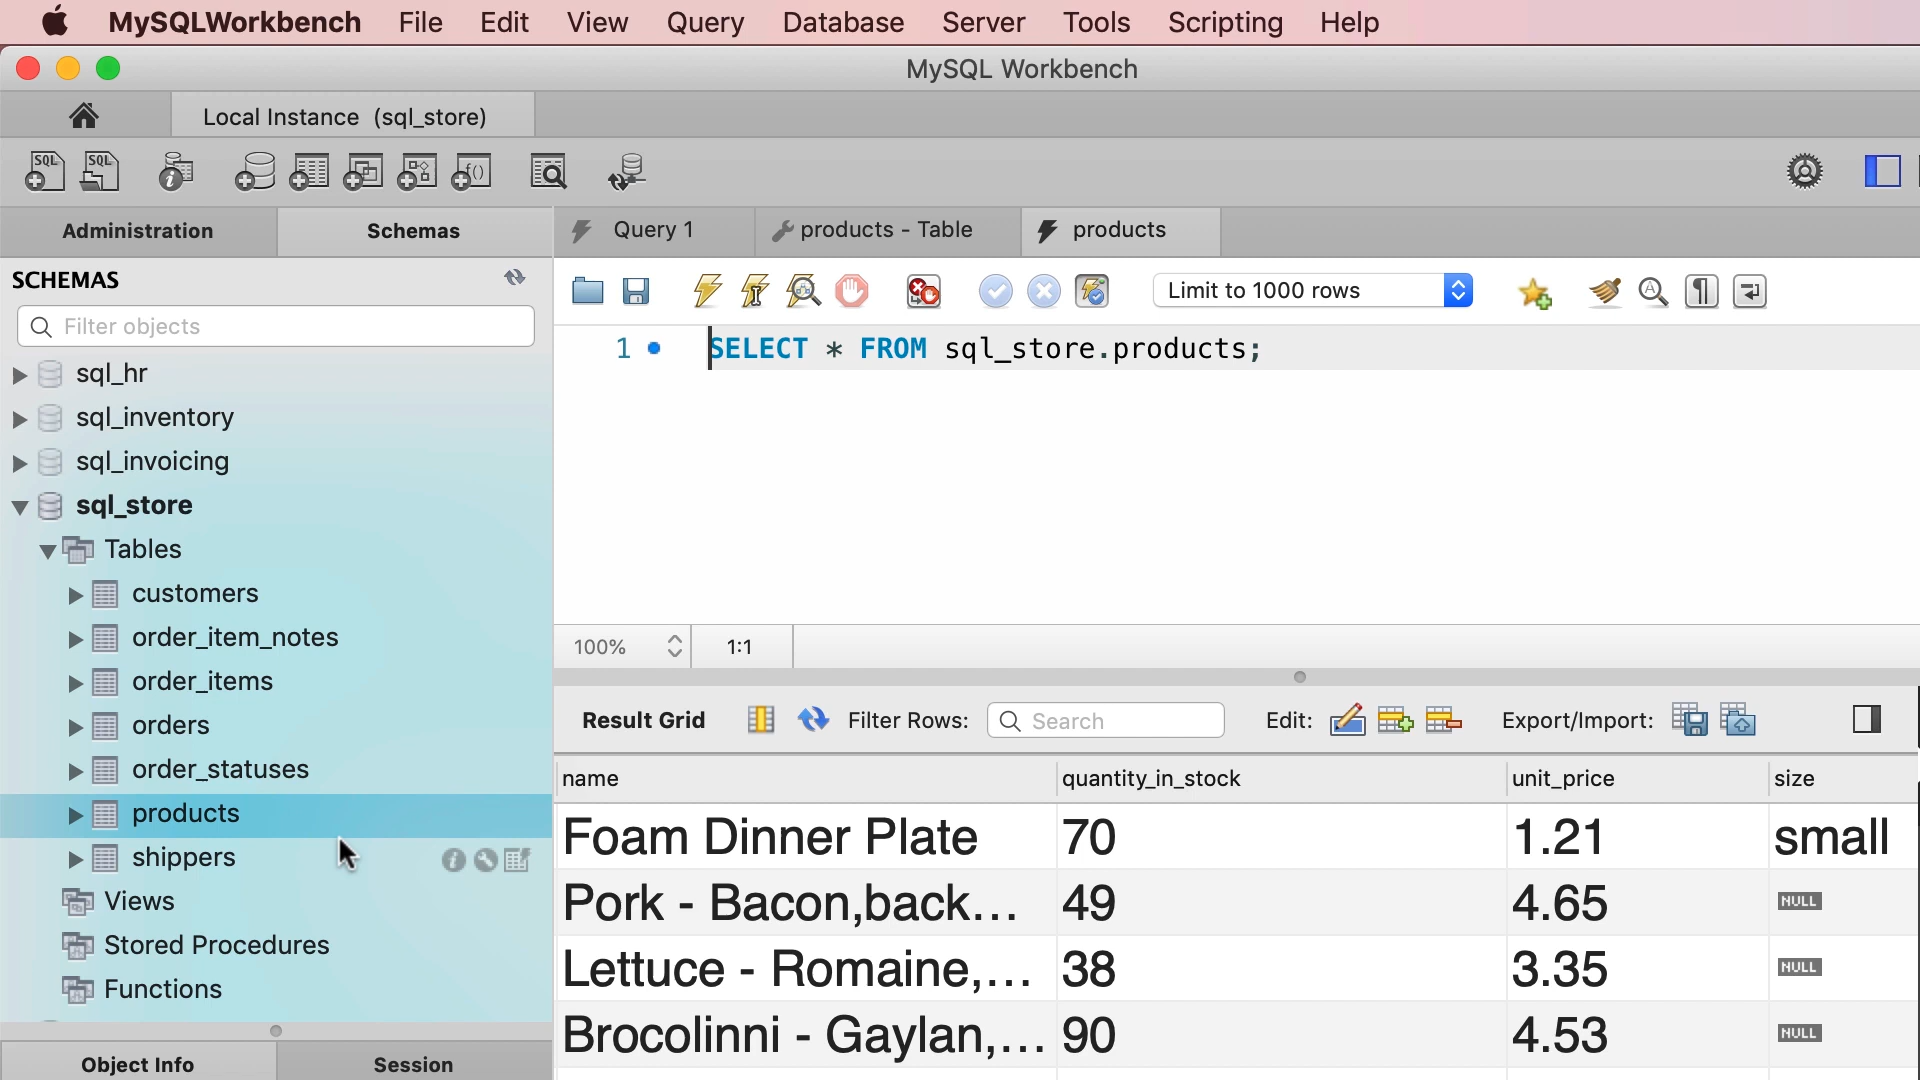 MySQLWorkbench File Edit View Query Database Server Tools Scripting Help
MySQL Workbench
Local Instance (sql_store)
SQL SQL
Administration Schemas Query 1 products - Table products
SCHEMAS
Limit to 1000 rows
Filter objects
1 SELECT * FROM sql_store.products;
sql_hr
sql_inventory
sql_invoicing
sql_store
Tables
customers
order_item_notes
order_items
orders
order_statuses
products
shippers
Views
Stored Procedures
Functions
Object Info Session
100% 1:1
Result Grid Filter Rows: Search Edit: Export/Import:
name quantity_in_stock unit_price size
Foam Dinner Plate 70 1.21 small
Pork - Bacon,back... 49 4.65 NULL
Lettuce - Romaine,... 38 3.35 NULL
Brocolinni - Gaylan,... 90 4.53 NULL